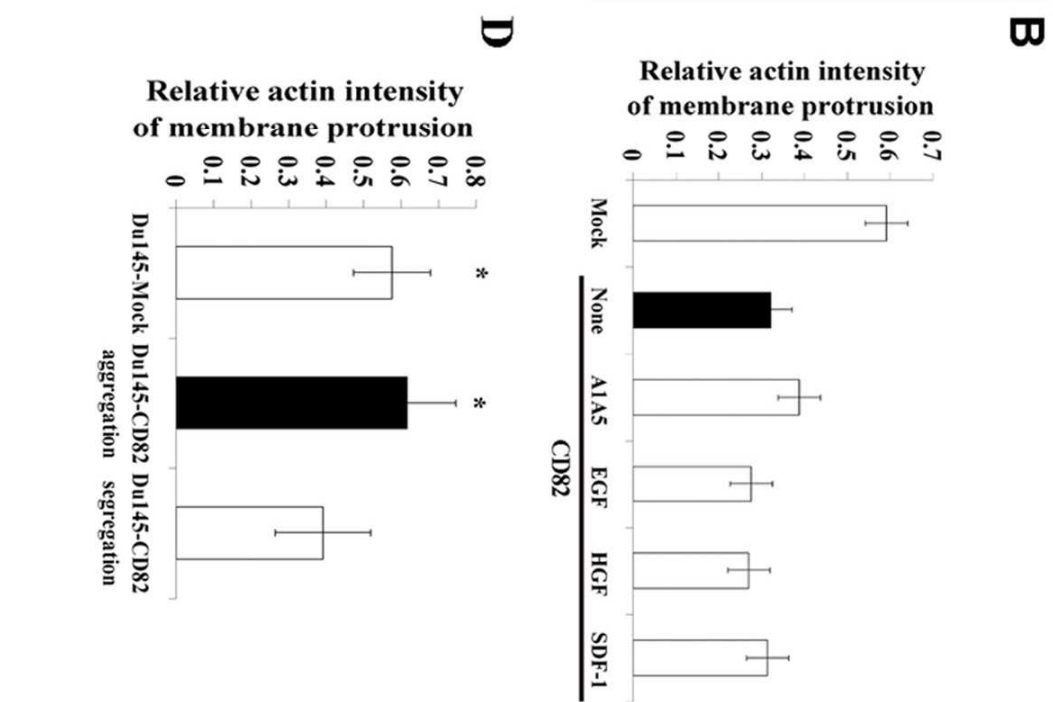 B
Relative actin intensity
of membrane protrusion
0.7
0.6
0.5
0.4
0.3
0.2
0.1
0
Mock
None
A1A5
EGF
HGF
SDF-1
CD82
D
Relative actin intensity
of membrane protrusion
0.8
0.7
0.6
0.5
0.4
0.3
0.2
0.1
0
*
*
Du145-Mock Du145-CD82 Du145-CD82
aggregation segregation